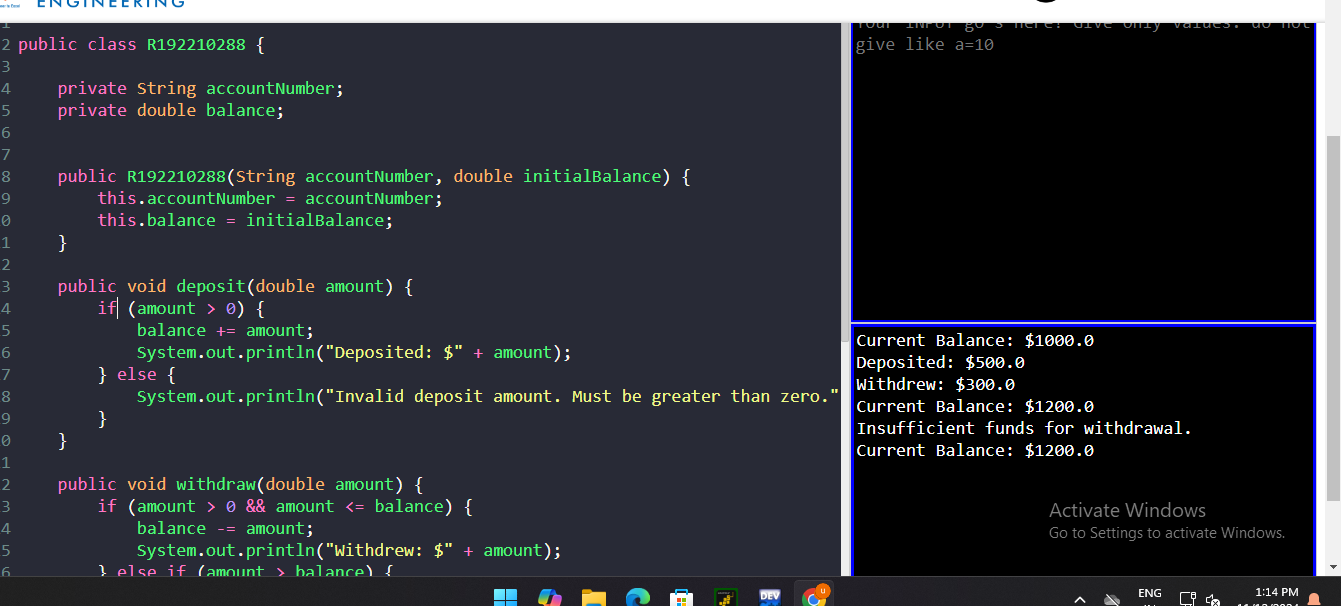 ENGINEERING
1
2 public class R192210288 {
3
4 private String accountNumber;
5 private double balance;
6
7
8 public R192210288(String accountNumber, double initialBalance) {
9 this.accountNumber = accountNumber;
0 this.balance = initialBalance;
1 }
2
3 public void deposit(double amount) {
4 if (amount > 0) {
5 balance += amount;
6 System.out.println("Deposited: $" + amount);
7 } else {
8 System.out.println("Invalid deposit amount. Must be greater than zero."
9 }
0 }
1
2 public void withdraw(double amount) {
3 if (amount > 0 && amount <= balance) {
4 balance -= amount;
5 System.out.println("Withdrew: $" + amount);
6 } else if (amount > balance) {
Your INPUT go's here! Give only values. do not
give like a=10
Current Balance: $1000.0
Deposited: $500.0
Withdrew: $300.0
Current Balance: $1200.0
Insufficient funds for withdrawal.
Current Balance: $1200.0
Activate Windows
Go to Settings to activate Windows.
DEV
u
ENG
IN
1:14 PM